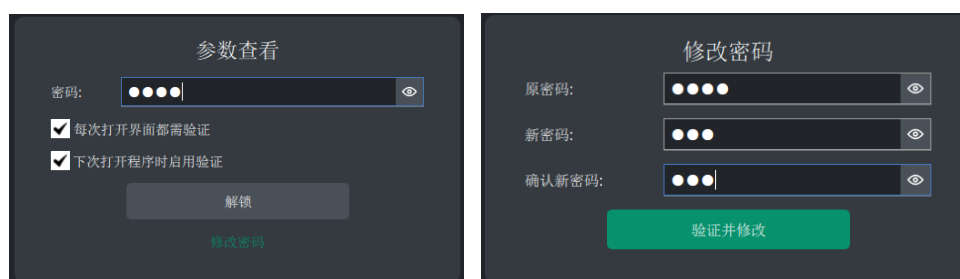 参数查看
密码: ●●●●
每次打开界面都需验证
下次打开程序时启用验证
解锁
修改密码
修改密码
原密码: ●●●●
新密码: ●●●
确认新密码: ●●●
验证并修改